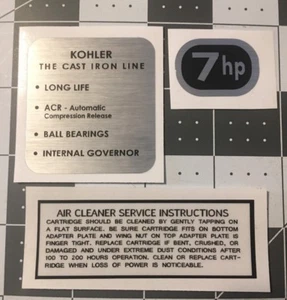 KOHLER
THE CAST IRON LINE
• LONG LIFE
• ACR - Automatic
Compression Release
• BALL BEARINGS
• INTERNAL GOVERNOR
7hp
AIR CLEANER SERVICE INSTRUCTIONS
CARTRIDGE SHOULD BE CLEANED BY GENTLY TAPPING ON
A FLAT SURFACE. BE SURE CARTRIDGE FITS ON BOTTOM
ADAPTER PLATE AND WING NUT ON TOP ADAPTER PLATE IS
FINGER TIGHT. REPLACE CARTRIDGE IF BENT, CRUSHED, OR
DAMAGED AND UNDER EXTREME DUST CONDITIONS AFTER
100 TO 200 HOURS OPERATION. CLEAN OR REPLACE CART-
RIDGE WHEN LOSS OF POWER IS NOTICEABLE.